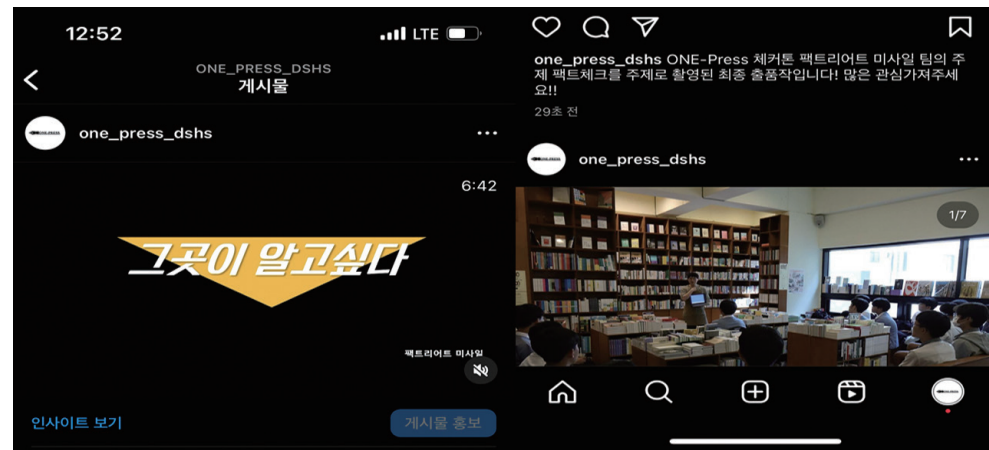 12:52
LTE
ONE_PRESS_DSHS
게시물
one_press_dshs
6:42
그곳이 알고싶다
팩트리어트 미사일
인사이트 보기
게시물 홍보
one_press_dshs ONE-Press 체커톤 팩트리어트 미사일 팀의 주
제 팩트체크를 주제로 촬영된 최종 출품작입니다! 많은 관심가져주세
요!!
29초 전
one_press_dshs
1/7